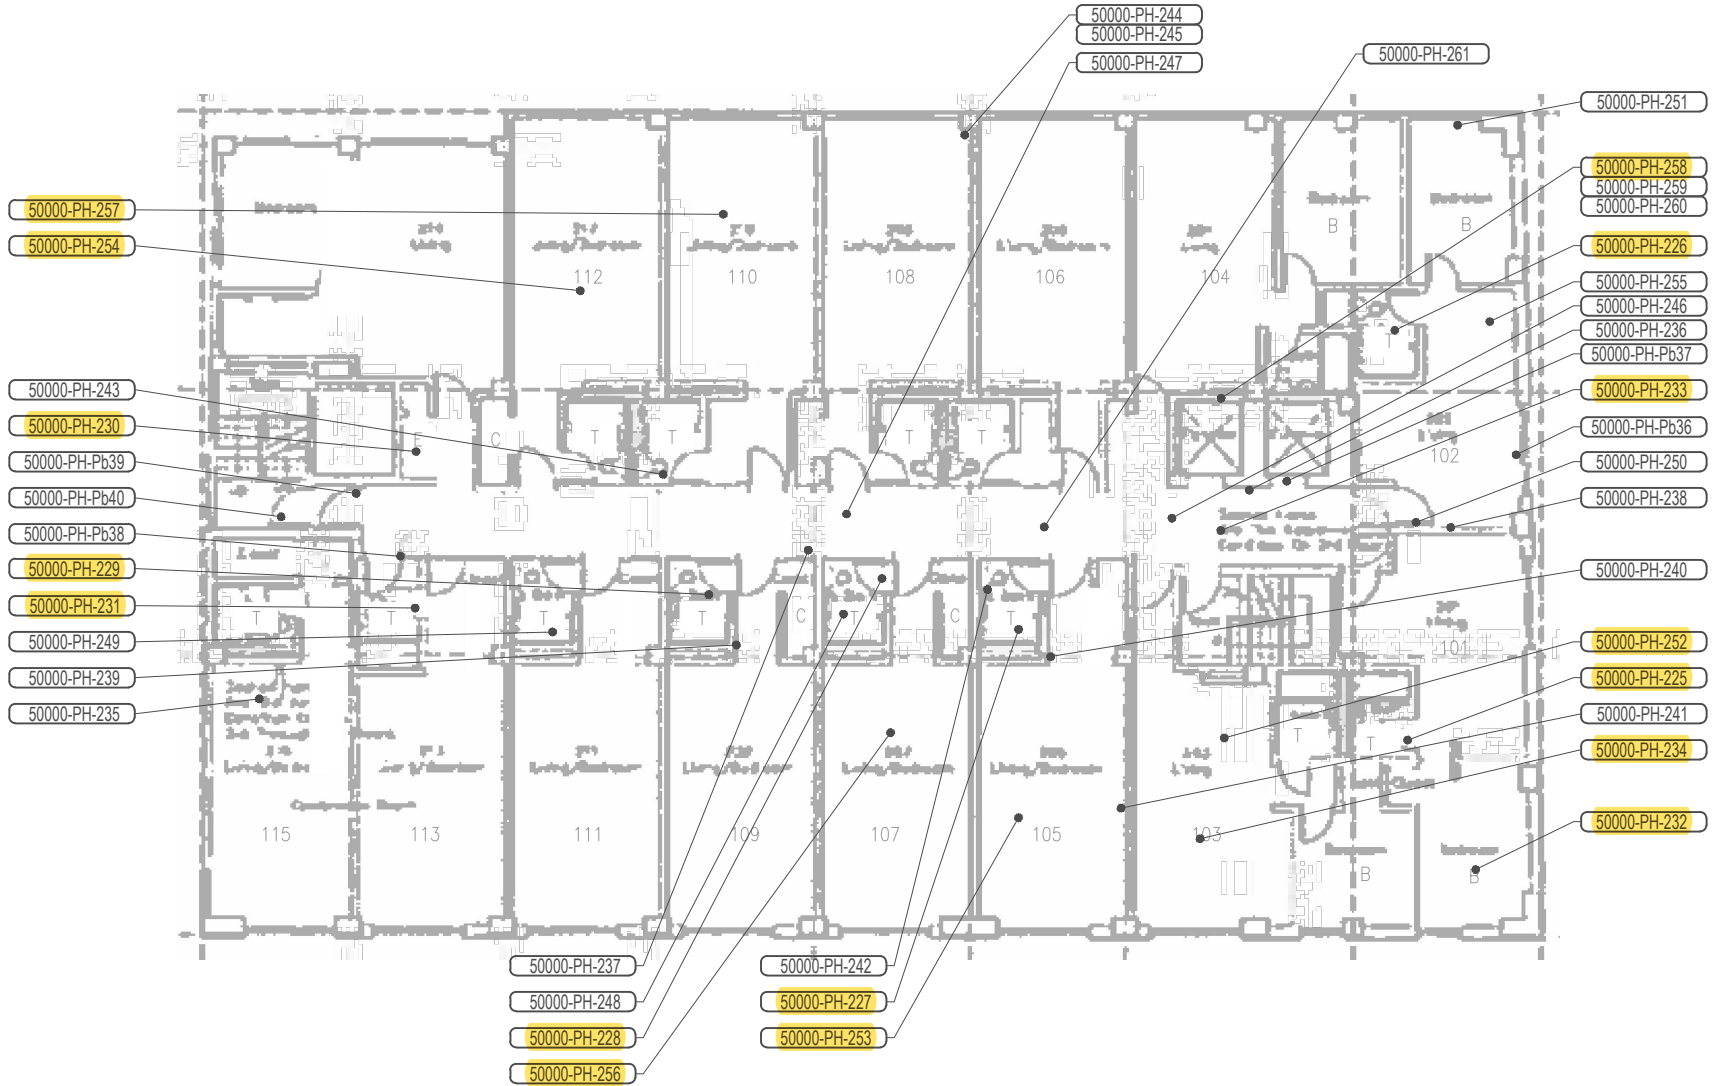 50000-PH-244
50000-PH-245
50000-PH-247
50000-PH-261
50000-PH-251
50000-PH-258
50000-PH-259
50000-PH-260
50000-PH-257
50000-PH-254
50000-PH-226
50000-PH-255
50000-PH-246
50000-PH-236
50000-PH-Pb37
50000-PH-233
50000-PH-Pb36
50000-PH-250
50000-PH-238
50000-PH-243
50000-PH-230
50000-PH-Pb39
50000-PH-Pb40
50000-PH-Pb38
50000-PH-229
50000-PH-231
50000-PH-249
50000-PH-239
50000-PH-235
50000-PH-240
50000-PH-252
50000-PH-225
50000-PH-241
50000-PH-234
50000-PH-232
B
B
112
110
108
106
104
T
E
C
T
T
T
T
102
T
T
T
C
T
C
T
101
T
T
115
113
111
109
107
105
103
B
B
50000-PH-237
50000-PH-248
50000-PH-228
50000-PH-256
50000-PH-242
50000-PH-227
50000-PH-253